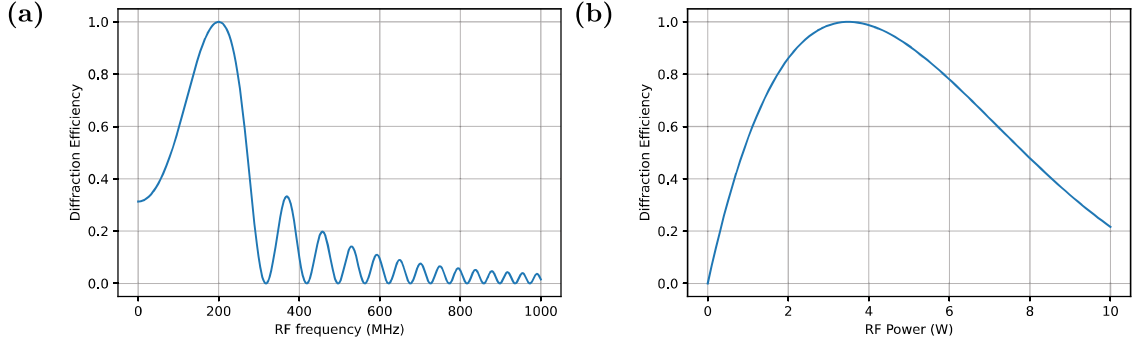 (a)
1.0
0.8
0.6
0.4
0.2
0.0
Diffraction Efficiency
0 200 400 600 800 1000
RF frequency (MHz)
(b)
1.0
0.8
0.6
0.4
0.2
0.0
Diffraction Efficiency
0 2 4 6 8 10
RF Power (W)